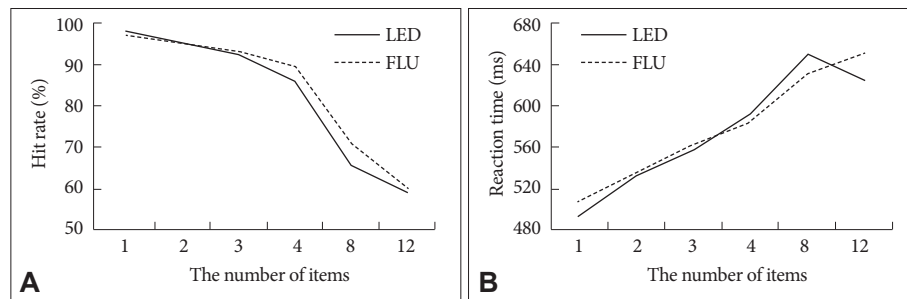 100
90
80
70
60
50
Hit rate (%)
LED
FLU
1 2 3 4 8 12
The number of items
A
680
640
600
560
520
480
Reaction time (ms)
LED
FLU
1 2 3 4 8 12
The number of items
B